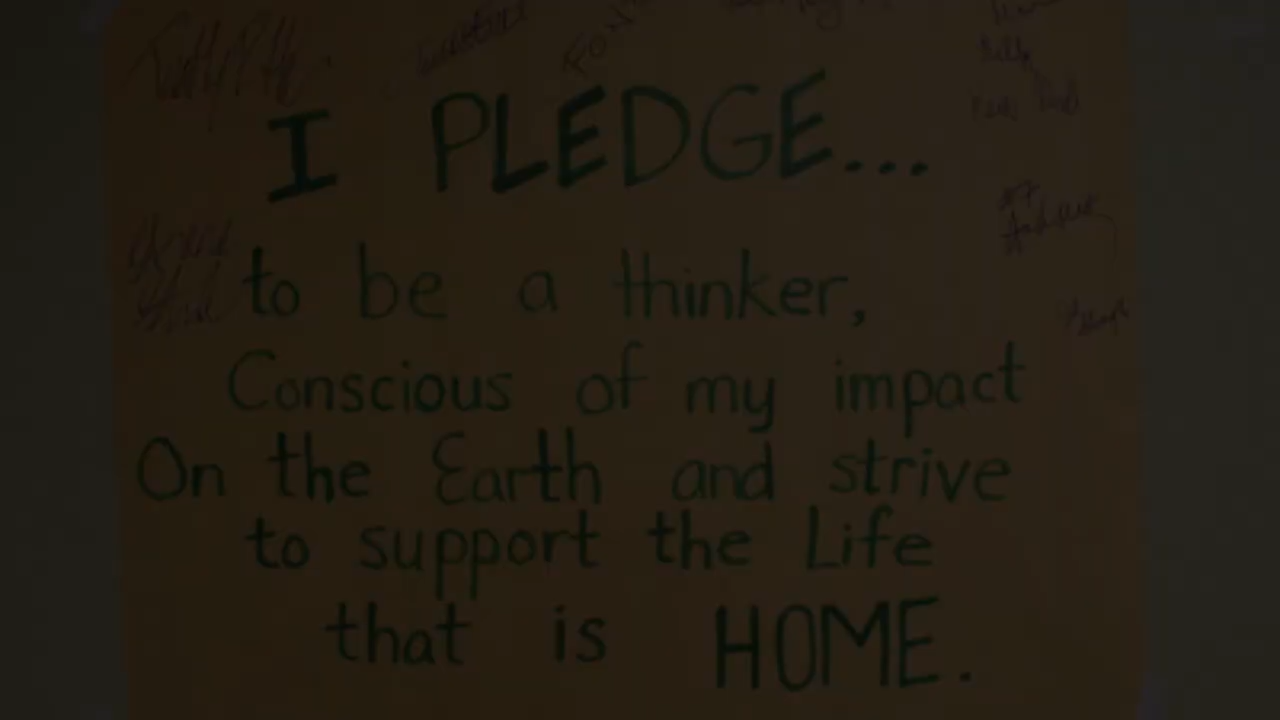 I PLEDGE...
to be a thinker,
Conscious of my impact
On the Earth and strive
to support the Life
that is HOME.